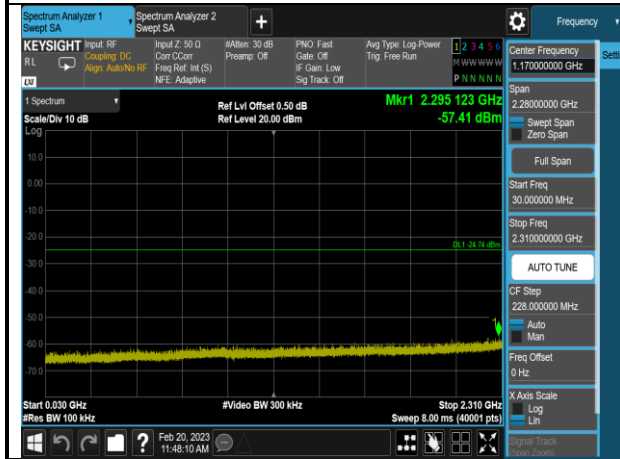 Spectrum Analyzer 1
Swept SA
Spectrum Analyzer 2
Swept SA
+
Frequency
KEYSIGHT
RL
LXI
Input: RF
Coupling: DC
Align: Auto/No RF
Input Z: 50 Ω
Corr CCorr
Freq Ref: Int (S)
NFE: Adaptive
#Atten: 30 dB
Preamp: Off
PNO: Fast
Gate: Off
IF Gain: Low
Sig Track: Off
Avg Type: Log-Power
Trig: Free Run
1 2 3 4 5 6
M W W W W W
P N N N N N
1 Spectrum
Scale/Div 10 dB
Log
Ref Lvl Offset 0.50 dB
Ref Level 20.00 dBm
Mkr1 2.295 123 GHz
-57.41 dBm
10.0
0.00
-10.0
-20.0
DL1 -24.74 dBm
-30.0
-40.0
-50.0
1
-60.0
-70.0
Start 0.030 GHz
#Res BW 100 kHz
#Video BW 300 kHz
Stop 2.310 GHz
Sweep 8.00 ms (40001 pts)
?
Feb 20, 2023
11:48:10 AM
Center Frequency
1.170000000 GHz
Span
2.28000000 GHz
Swept Span
Zero Span
Full Span
Start Freq
30.000000 MHz
Stop Freq
2.310000000 GHz
AUTO TUNE
CF Step
228.000000 MHz
Auto
Man
Freq Offset
0 Hz
X Axis Scale
Log
Lin
Signal Track
(Span Zoom)
Setti